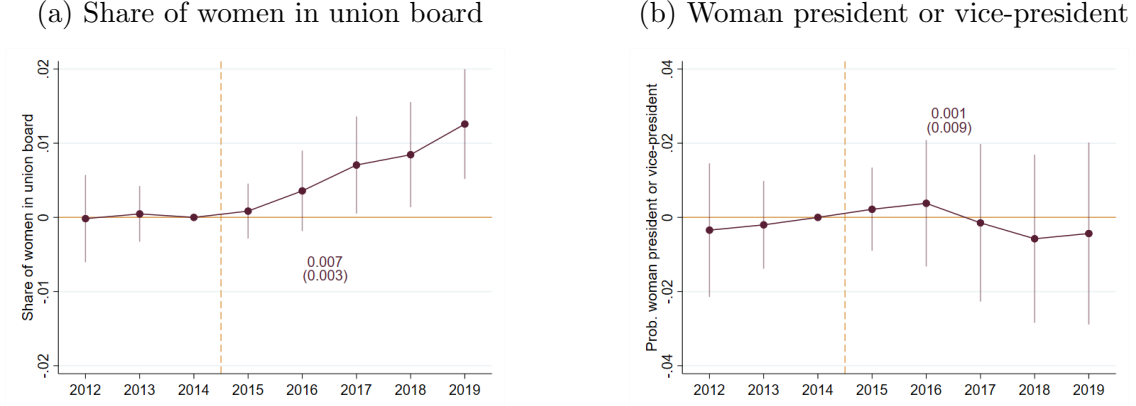 (a) Share of women in union board
Share of women in union board
.02
.01
0
-.01
-.02
0.007
(0.003)
2012 2013 2014 2015 2016 2017 2018 2019
(b) Woman president or vice-president
Prob. woman president or vice-president
.04
.02
0
-.02
-.04
0.001
(0.009)
2012 2013 2014 2015 2016 2017 2018 2019